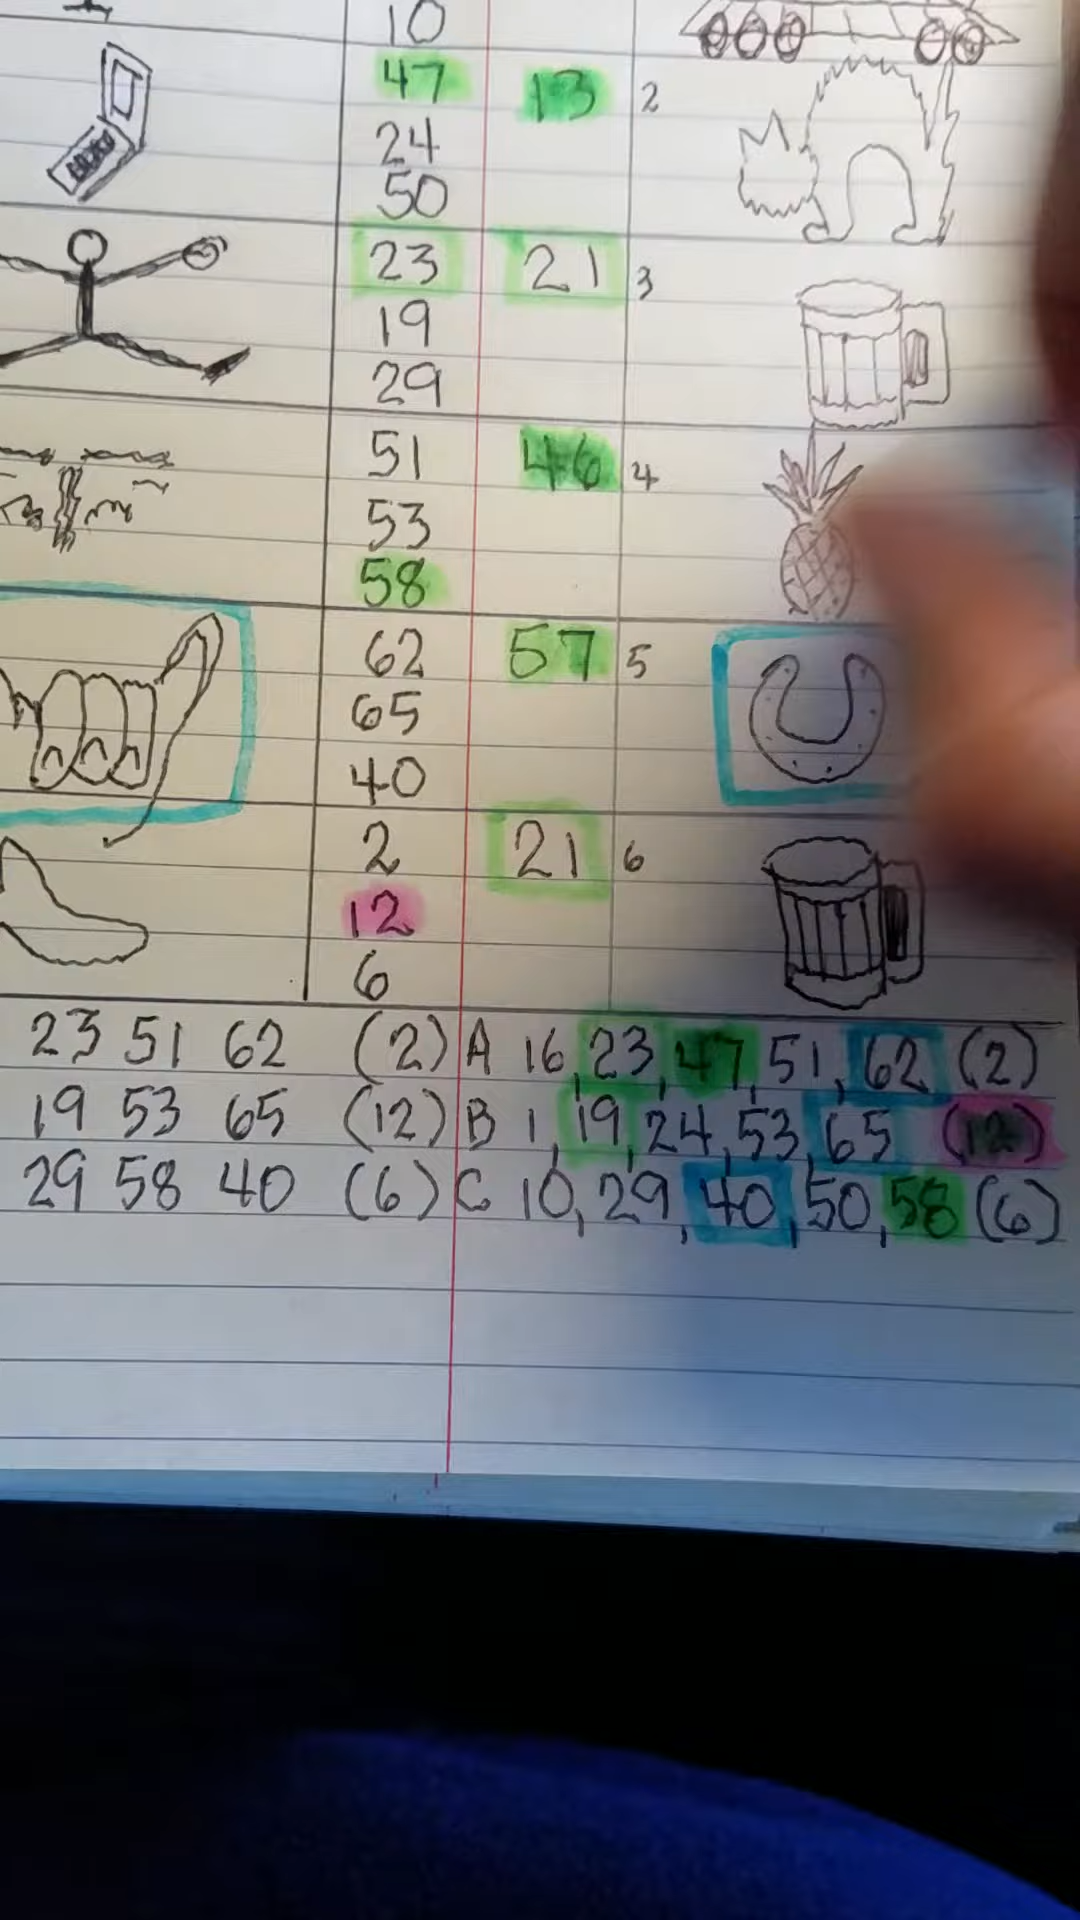 10
47 13 2
24
50
23 21 3
19
29
51 46 4
53
58
62 57 5
65
40
2 21 6
12
6
23 51 62 (2) A 16, 23, 47, 51, 62 (2)
19 53 65 (12) B 1, 19, 24, 53, 65 (12)
29 58 40 (6) C 10, 29, 40, 50, 58 (6)